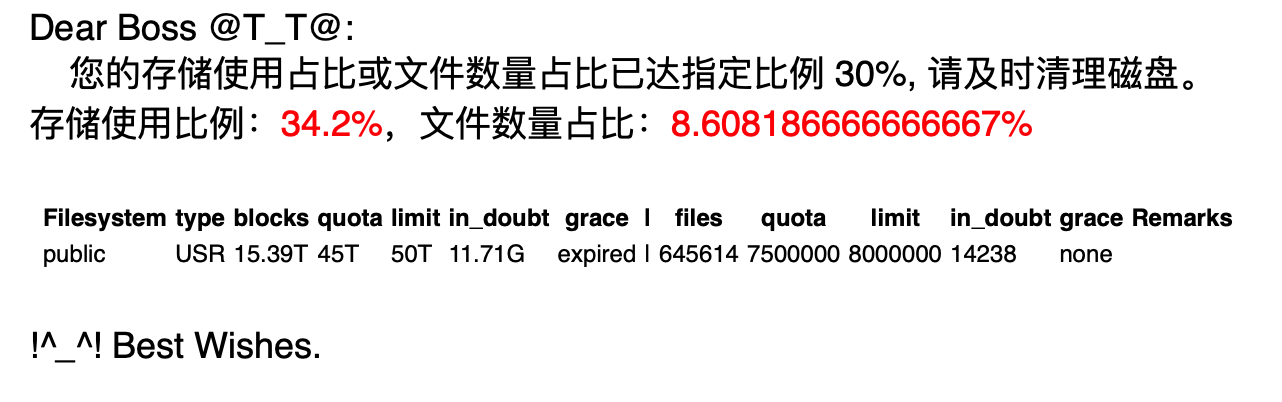 Dear Boss @T_T@:
您的存储使用占比或文件数量占比已达指定比例 30%, 请及时清理磁盘。
存储使用比例：34.2%，文件数量占比：8.608186666666667%
Filesystem type blocks quota limit in_doubt grace | files quota limit in_doubt grace Remarks
public USR 15.39T 45T 50T 11.71G expired | 645614 7500000 8000000 14238 none
!^_^! Best Wishes.